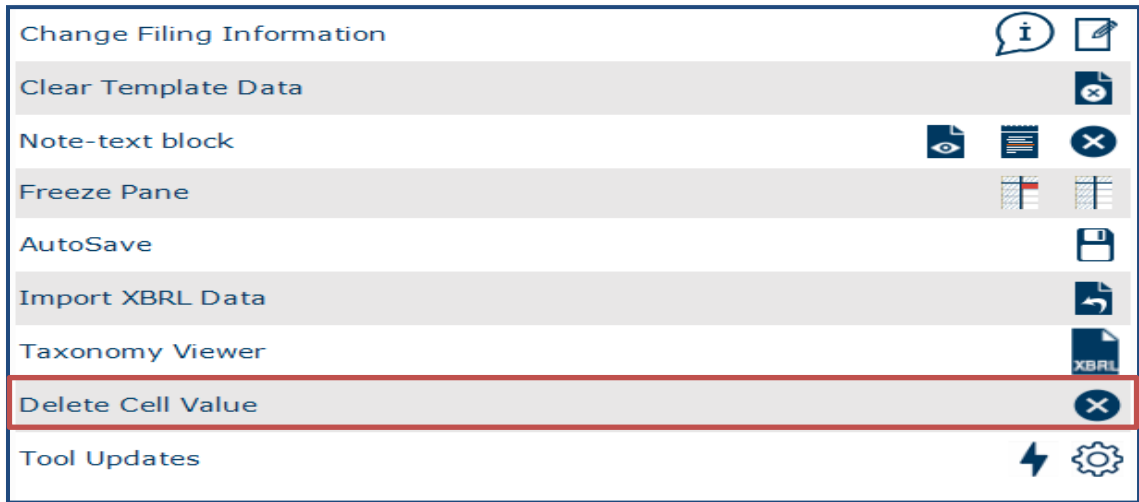 Change Filing Information
Clear Template Data
Note-text block
Freeze Pane
AutoSave
Import XBRL Data
Taxonomy Viewer
XBRL
Delete Cell Value
Tool Updates